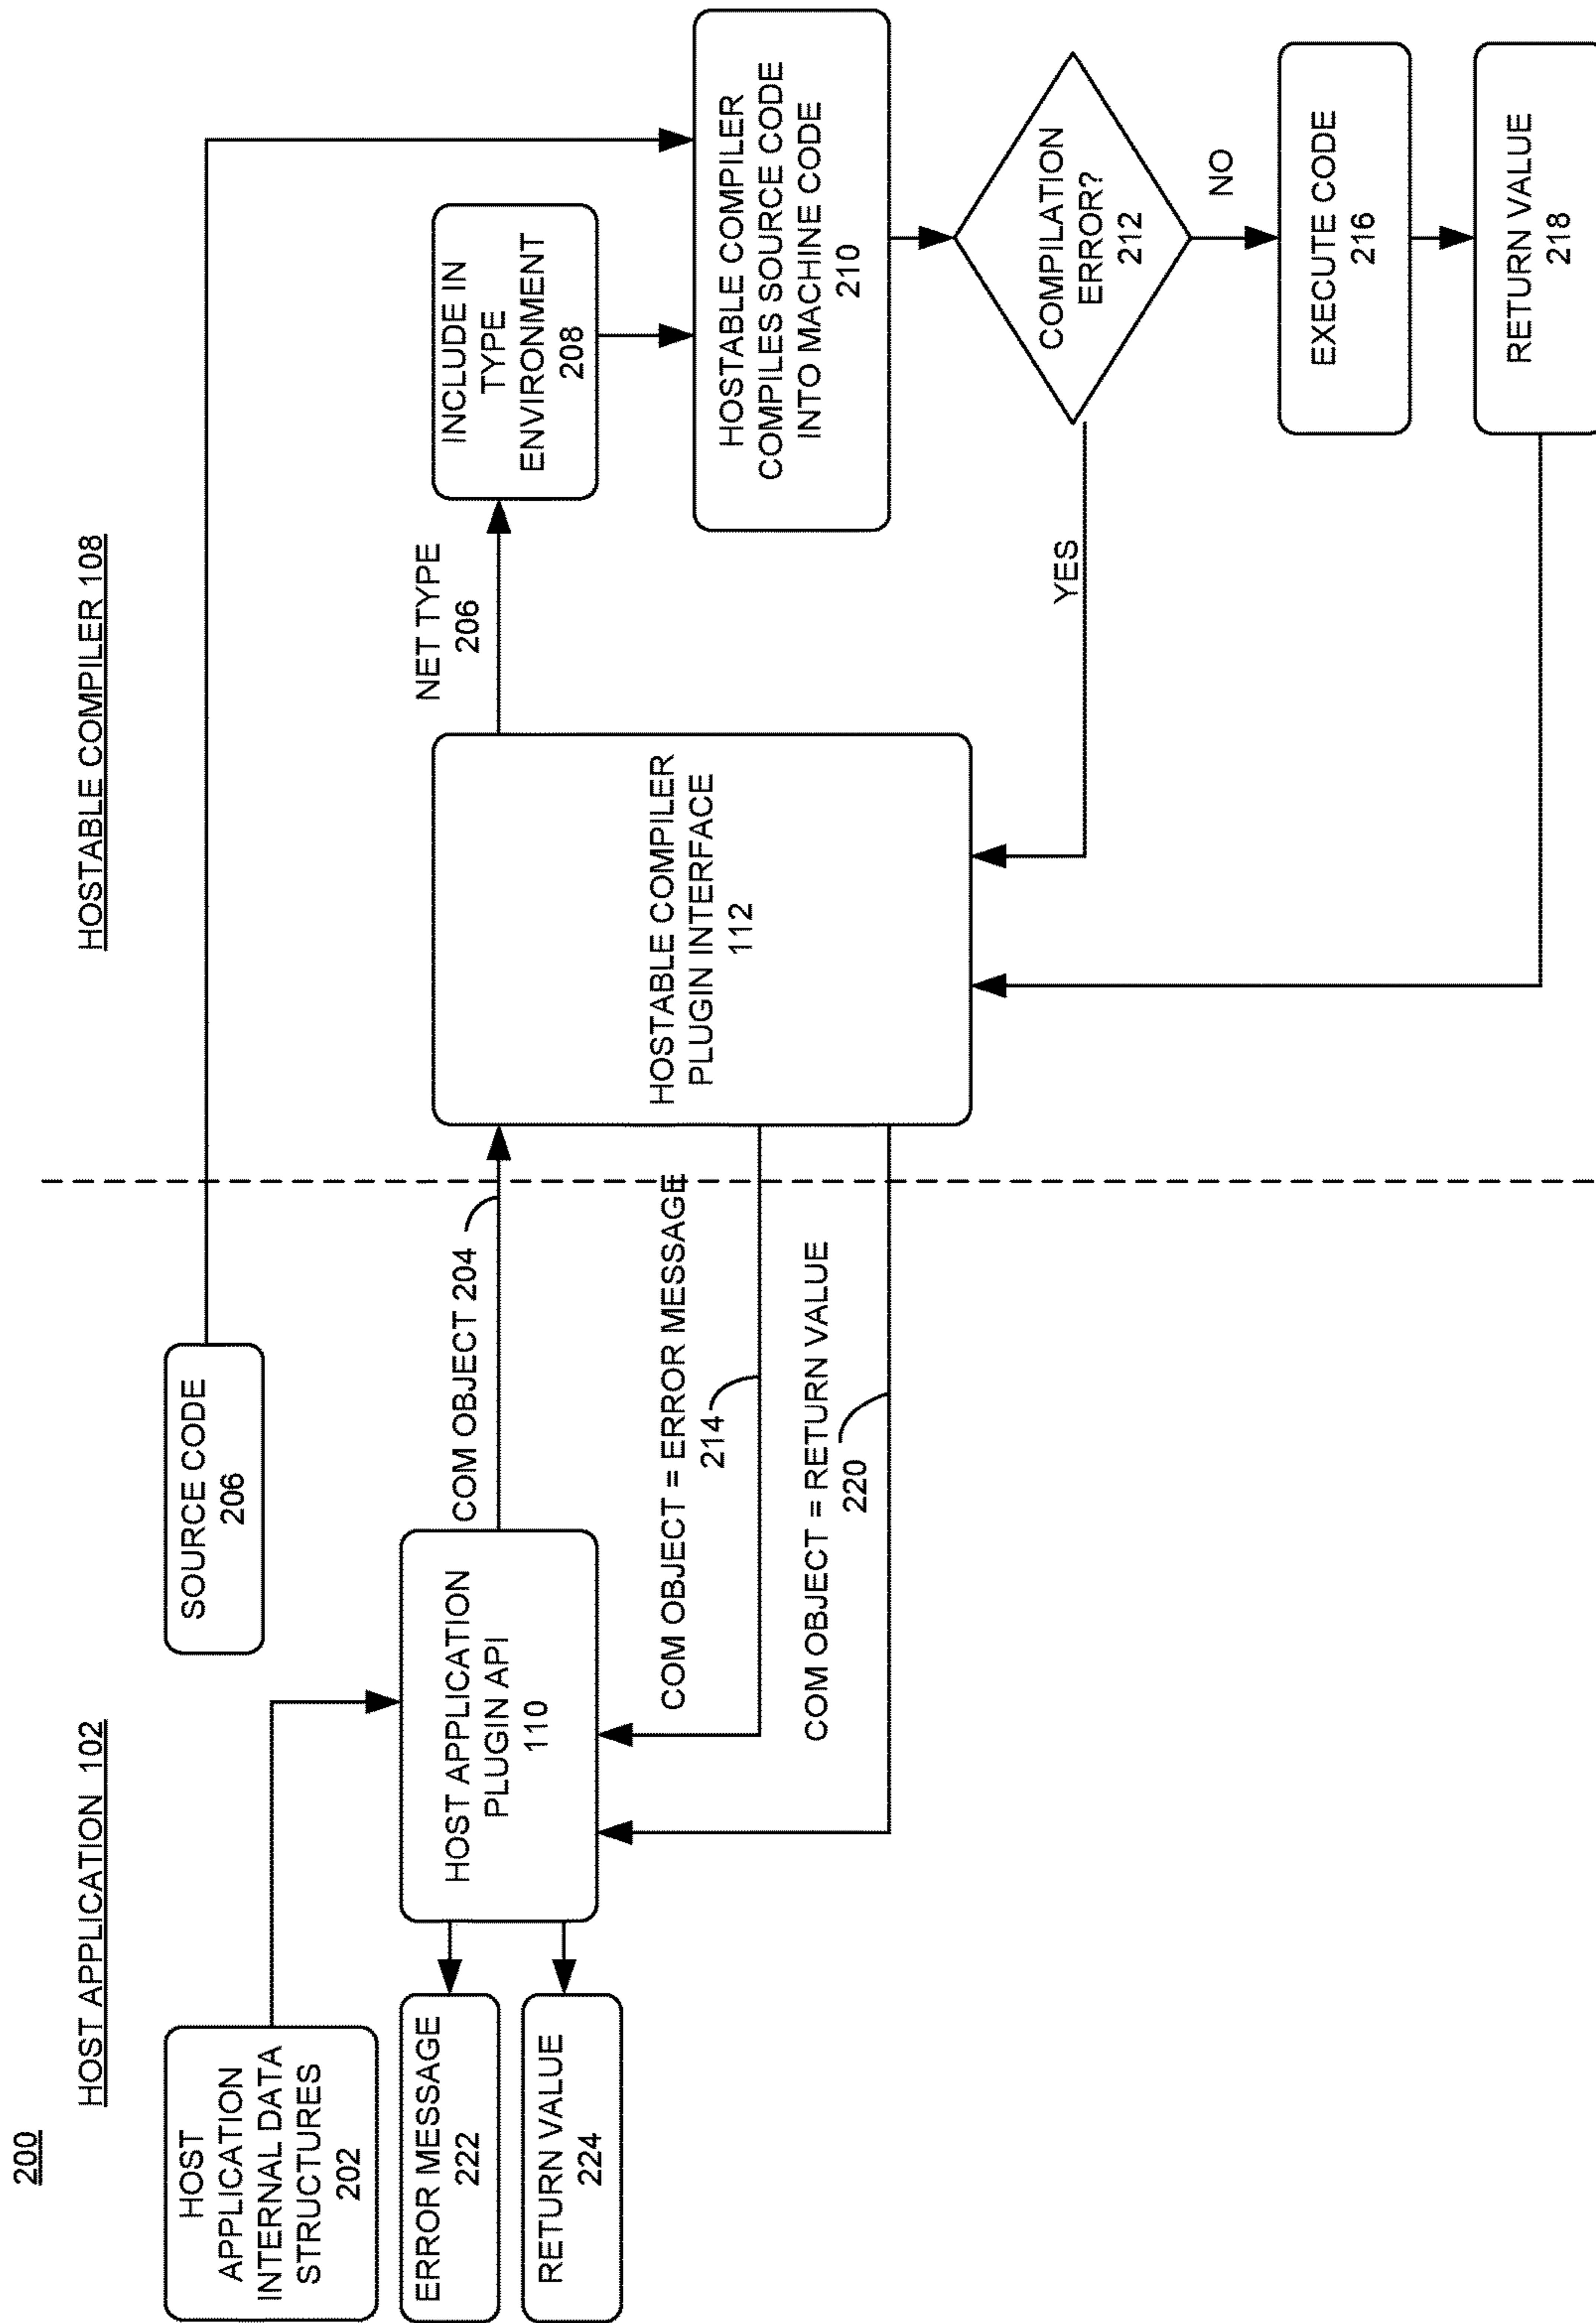 200
HOST APPLICATION 102
HOSTABLE COMPILER 108
HOST
APPLICATION
INTERNAL DATA
STRUCTURES
202
SOURCE CODE
206
ERROR MESSAGE
222
RETURN VALUE
224
HOST APPLICATION
PLUGIN API
110
COM OBJECT 204
COM OBJECT = ERROR MESSAGE
214
COM OBJECT = RETURN VALUE
220
HOSTABLE COMPILER
PLUGIN INTERFACE
112
NET TYPE
206
INCLUDE IN
TYPE
ENVIRONMENT
208
HOSTABLE COMPILER
COMPILES SOURCE CODE
INTO MACHINE CODE
210
COMPILATION
ERROR?
212
YES
NO
EXECUTE CODE
216
RETURN VALUE
218